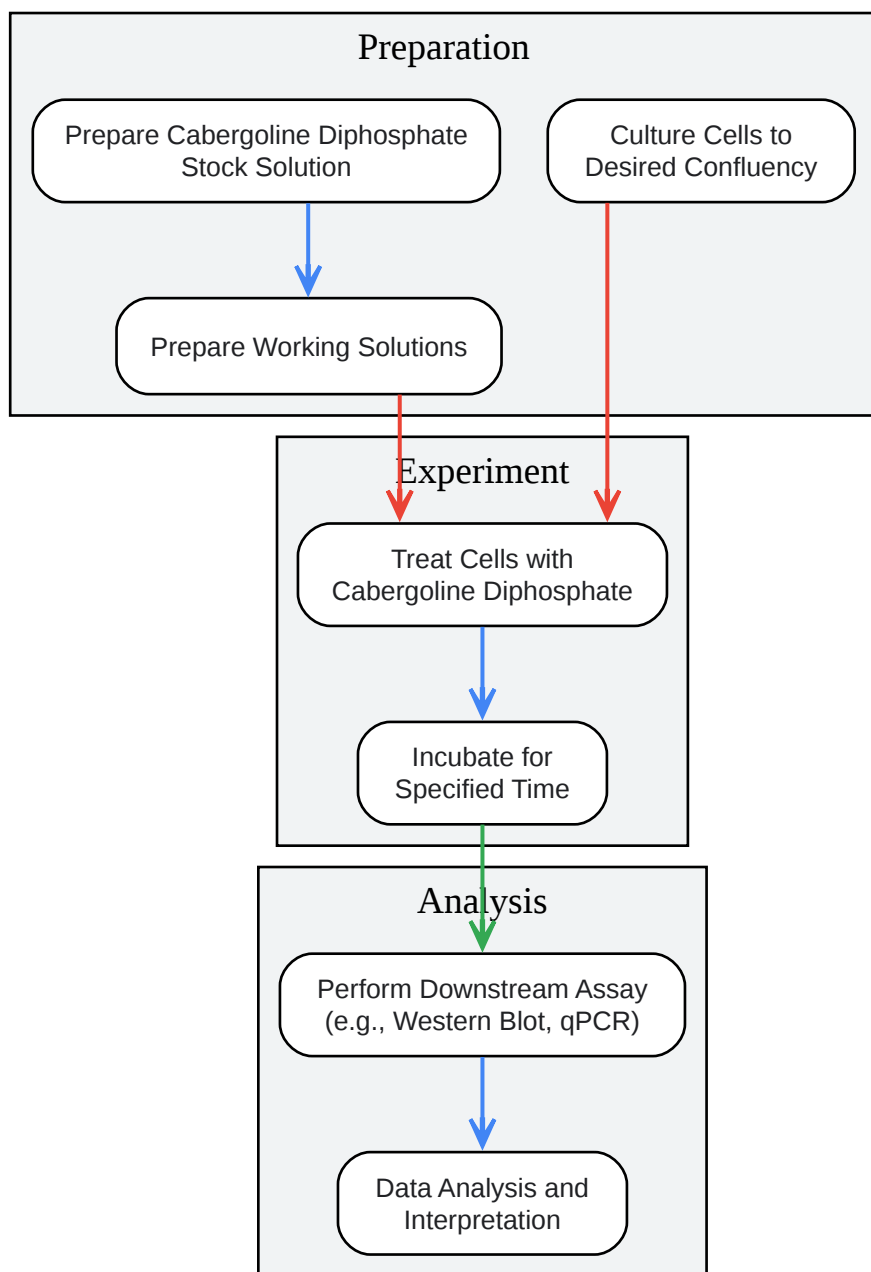 Preparation
Prepare Cabergoline Diphosphate
Stock Solution
Culture Cells to
Desired Confluency
Prepare Working Solutions
Experiment
Treat Cells with
Cabergoline Diphosphate
Incubate for
Specified Time
Analysis
Perform Downstream Assay
(e.g., Western Blot, qPCR)
Data Analysis and
Interpretation